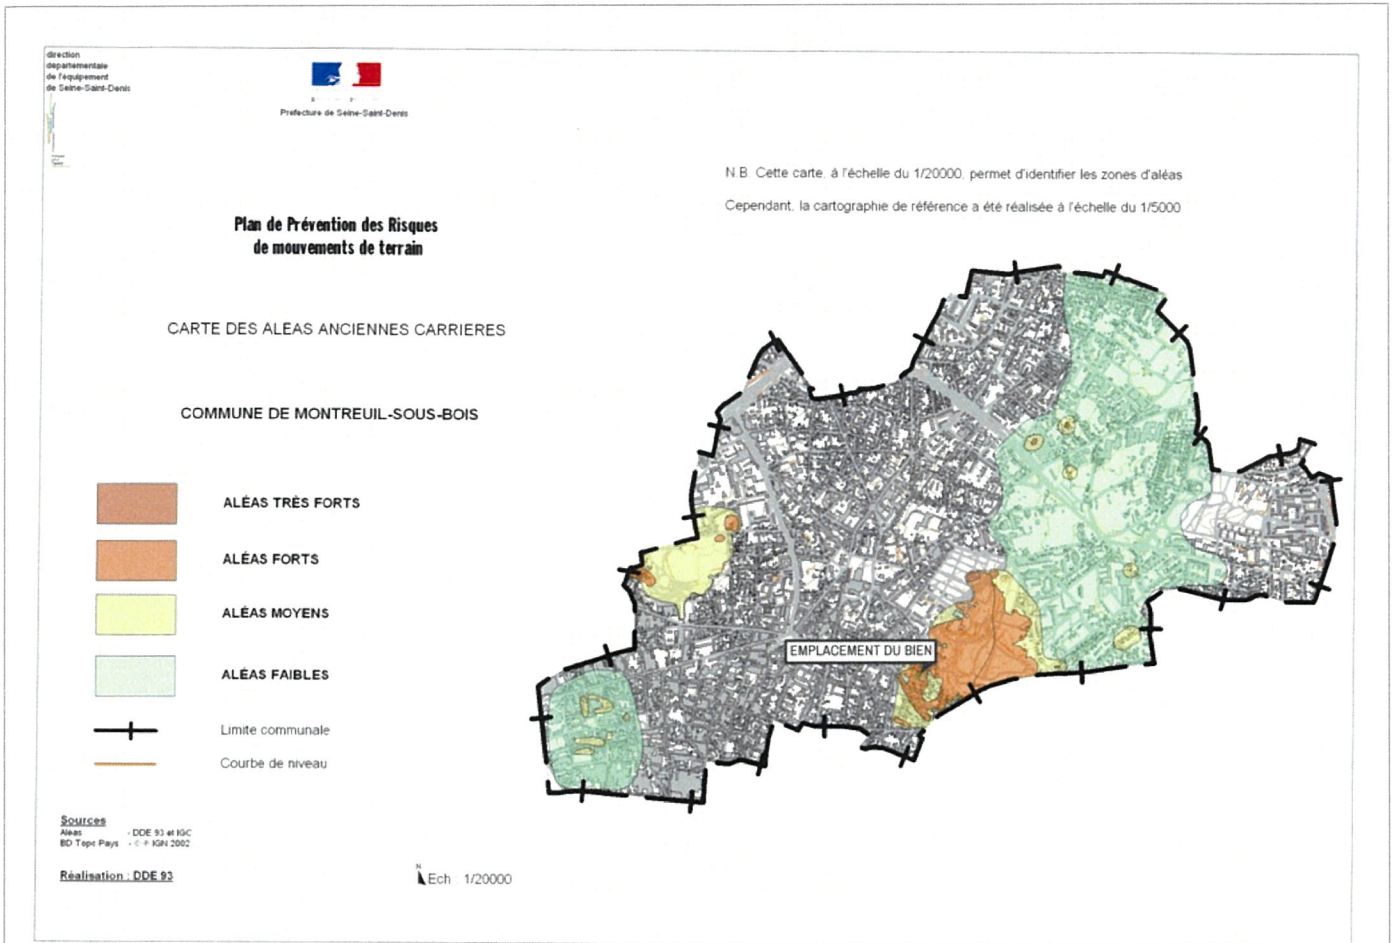 direction
départementale
de l'équipement
de Seine-Saint-Denis
Préfecture de Seine-Saint-Denis
N.B. Cette carte, à l'échelle du 1/20000, permet d'identifier les zones d'aléas
Cependant, la cartographie de référence a été réalisée à l'échelle du 1/5000
Plan de Prévention des Risques
de mouvements de terrain
CARTE DES ALEAS ANCIENNES CARRIERES
COMMUNE DE MONTREUIL-SOUS-BOIS
ALÉAS TRÈS FORTS
ALÉAS FORTS
ALÉAS MOYENS
ALÉAS FAIBLES
Limite communale
Courbe de niveau
EMPLACEMENT DU BIEN
Sources
Aléas - DDE 93 et IGC
BD Topo Pays - IGN 2002
Réalisation : DDE 93
N
Ech : 1/20000